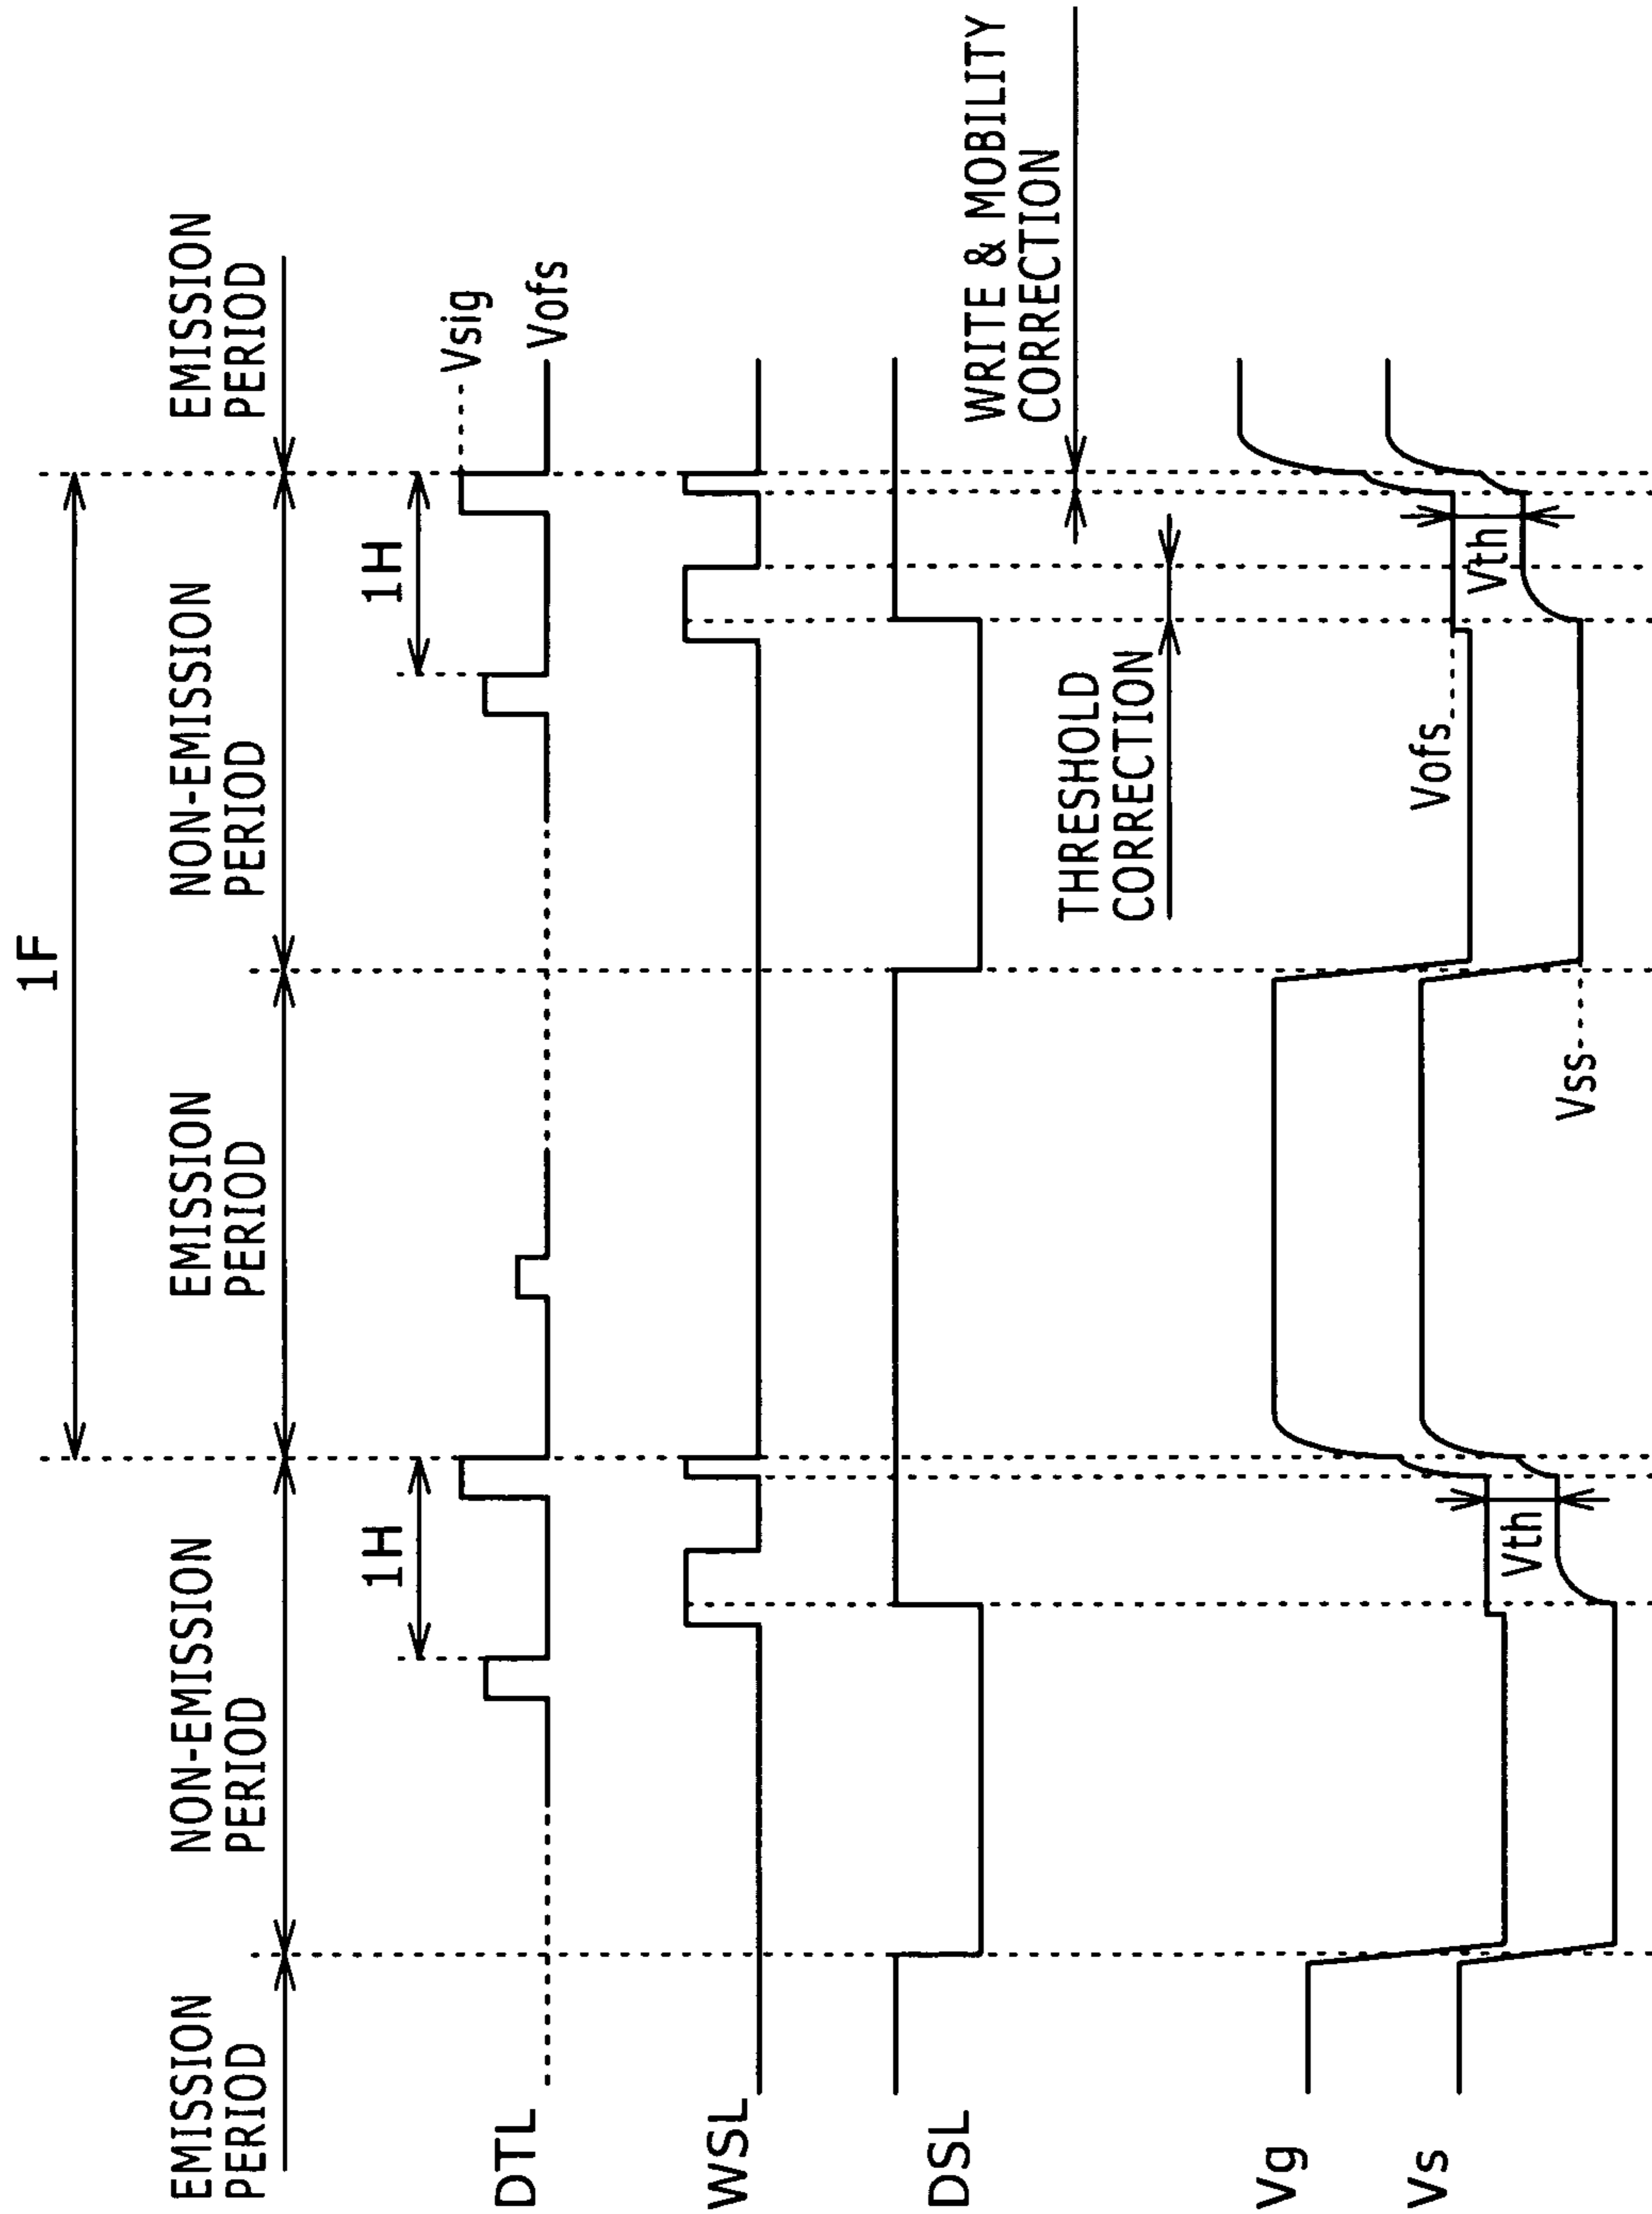 1F
EMISSION
PERIOD
NON-EMISSION
PERIOD
EMISSION
PERIOD
NON-EMISSION
PERIOD
EMISSION
PERIOD
1H
1H
Vsig
Vofs
DTL
WSL
DSL
WRITE & MOBILITY
CORRECTION
THRESHOLD
CORRECTION
Vg
Vofs
Vth
Vth
Vs
Vss